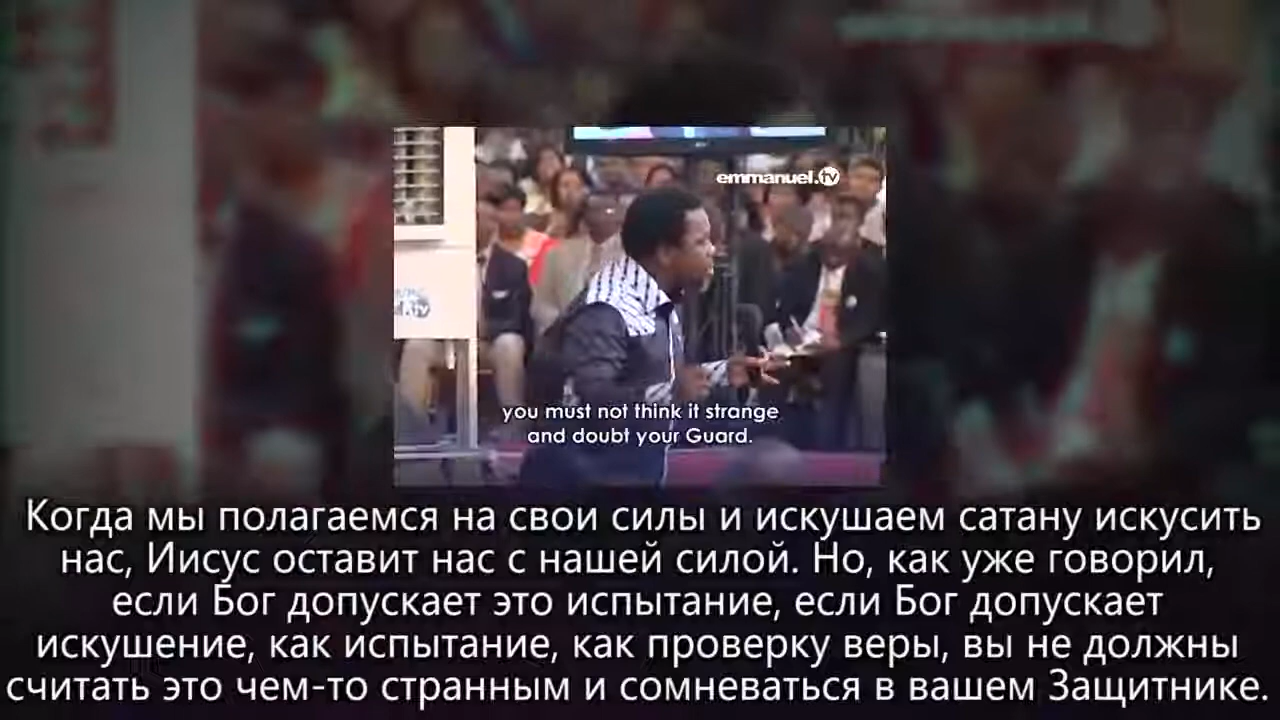 emmanuel.tv
you must not think it strange
and doubt your Guard.
Когда мы полагаемся на свои силы и искушаем сатану искусить
нас, Иисус оставит нас с нашей силой. Но, как уже говорил,
если Бог допускает это испытание, если Бог допускает
искушение, как испытание, как проверку веры, вы не должны
считать это чем-то странным и сомневаться в вашем Защитнике.